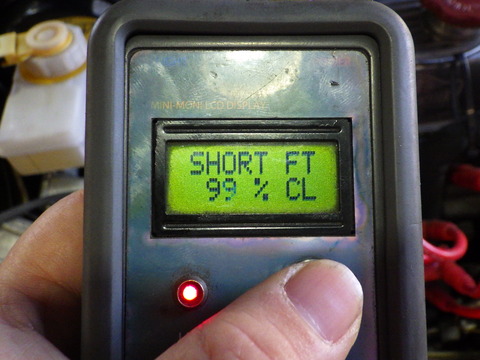 MINI-MONI LCD DISPLAY
SHORT FT
99 % CL